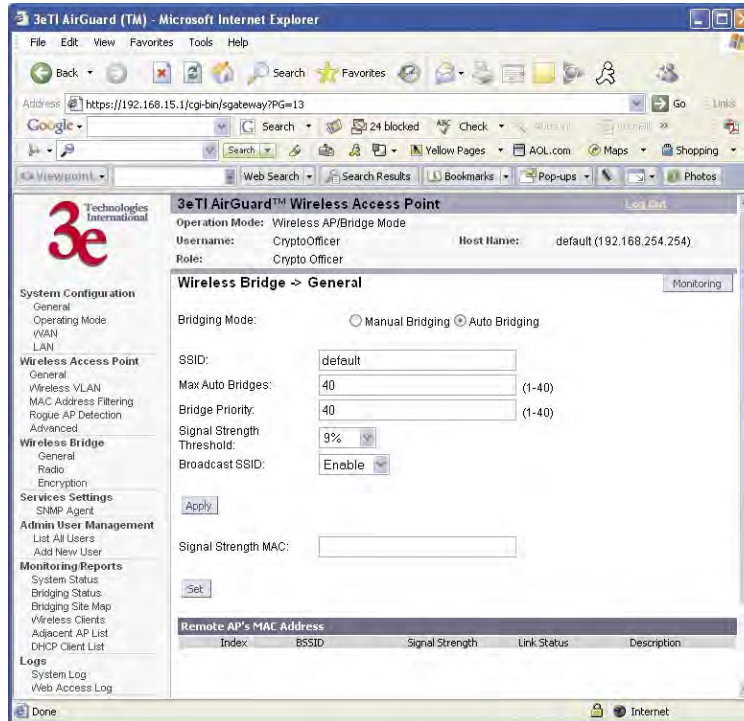 3eTI AirGuard (TM) - Microsoft Internet Explorer
File Edit View Favorites Tools Help
Back Search Favorites
Address https://192.168.15.1/cgi-bin/sgateway?PG=13 Go Links
Google Search 24 blocked Check
Search Yellow Pages AOL.com Maps Shopping
Viewpoint Web Search Search Results Bookmarks Pop-ups Photos
3e Technologies International
3eTI AirGuard™ Wireless Access Point Log Out
Operation Mode: Wireless AP/Bridge Mode
Username: CryptoOfficer Host Name: default (192.168.254.254)
Role: Crypto Officer
System Configuration
General
Operating Mode
WAN
LAN
Wireless Access Point
General
Wireless VLAN
MAC Address Filtering
Rogue AP Detection
Advanced
Wireless Bridge
General
Radio
Encryption
Services Settings
SNMP Agent
Admin User Management
List All Users
Add New User
Monitoring/Reports
System Status
Bridging Status
Bridging Site Map
Wireless Clients
Adjacent AP List
DHCP Client List
Logs
System Log
Web Access Log
Wireless Bridge -> General Monitoring
Bridging Mode: Manual Bridging Auto Bridging
SSID: default
Max Auto Bridges: 40 (1-40)
Bridge Priority: 40 (1-40)
Signal Strength Threshold: 9%
Broadcast SSID: Enable
Apply
Signal Strength MAC:
Set
Remote AP's MAC Address
Index BSSID Signal Strength Link Status Description
Done Internet